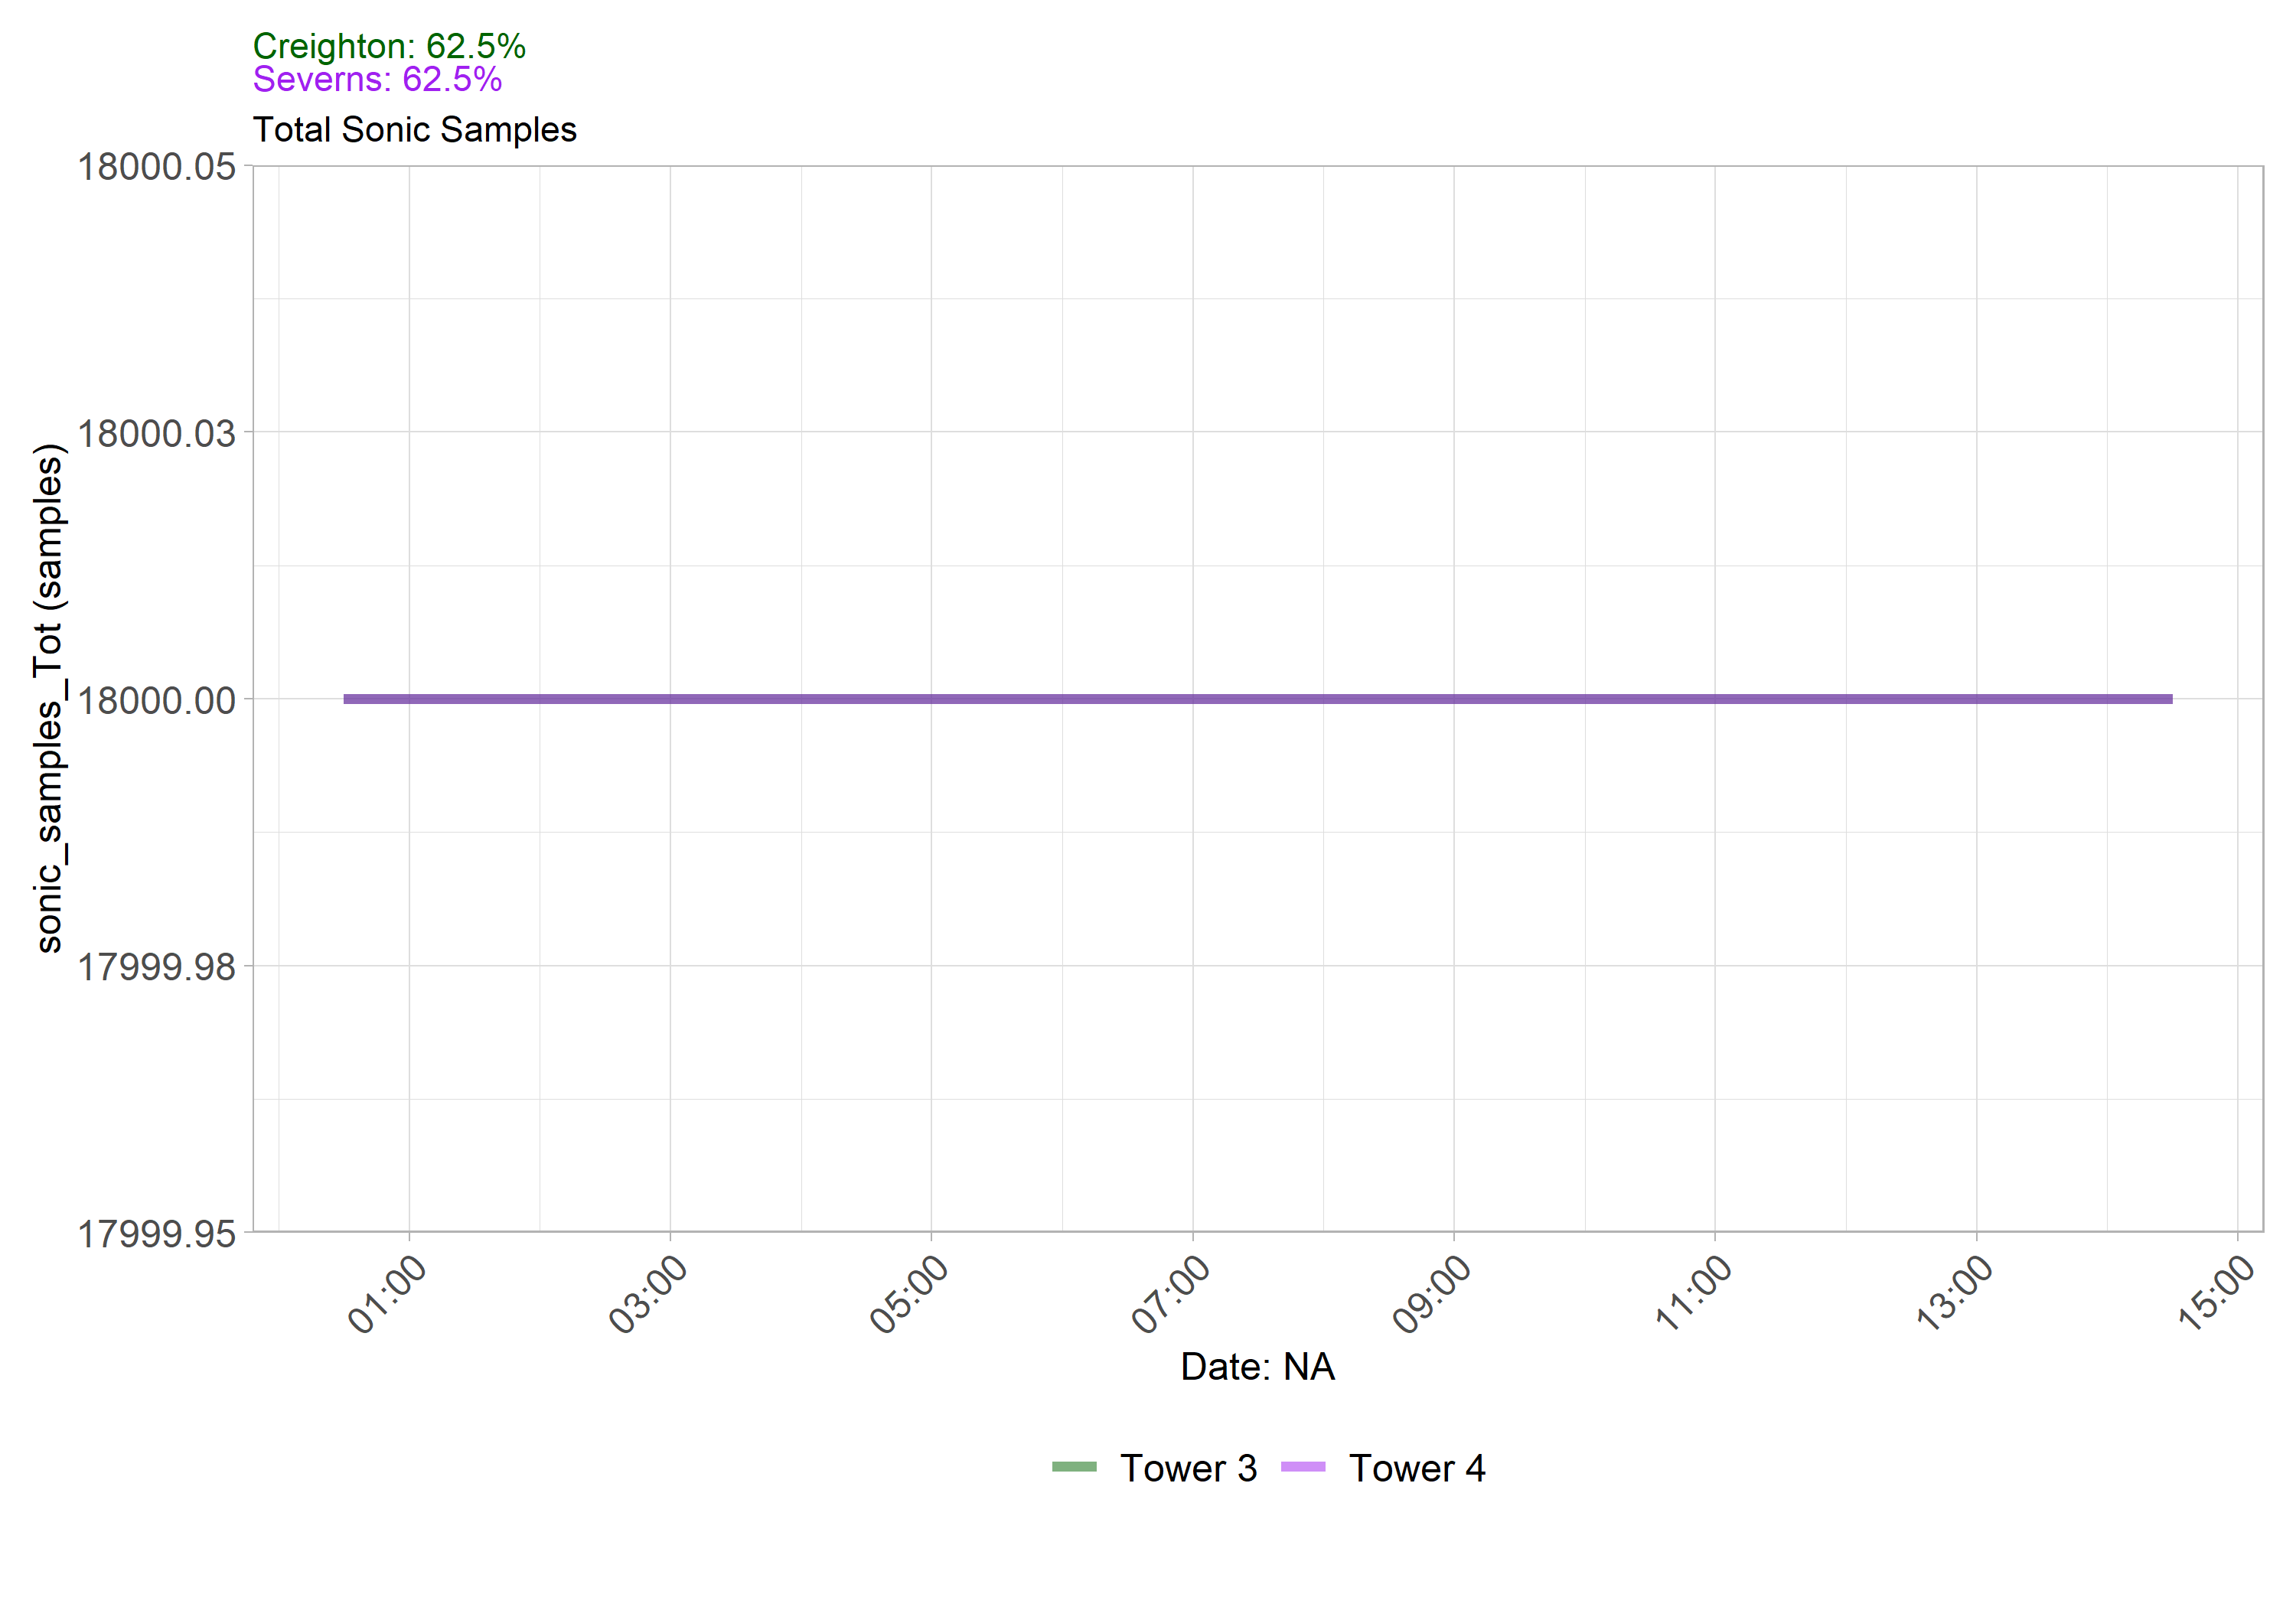 Creighton: 62.5%
Severns: 62.5%
Total Sonic Samples
18000.05
18000.03
18000.00
17999.98
17999.95
sonic_samples_Tot (samples)
01:00
03:00
05:00
07:00
09:00
11:00
13:00
15:00
Date: NA
Tower 3
Tower 4